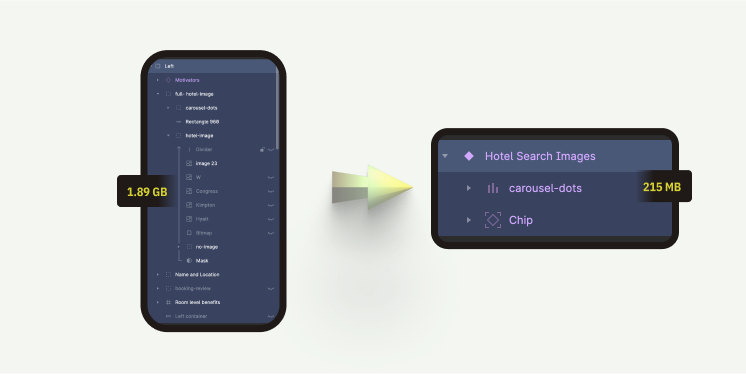 Left
Motivators
full- hotel-image
carousel-dots
Rectangle 968
hotel-image
Divider
image 23
W
Congress
Kimpton
Hyatt
Bitmap
no-image
Mask
Name and Location
booking-review
Room level benefits
Left container
1.89 GB
Hotel Search Images
carousel-dots
Chip
215 MB